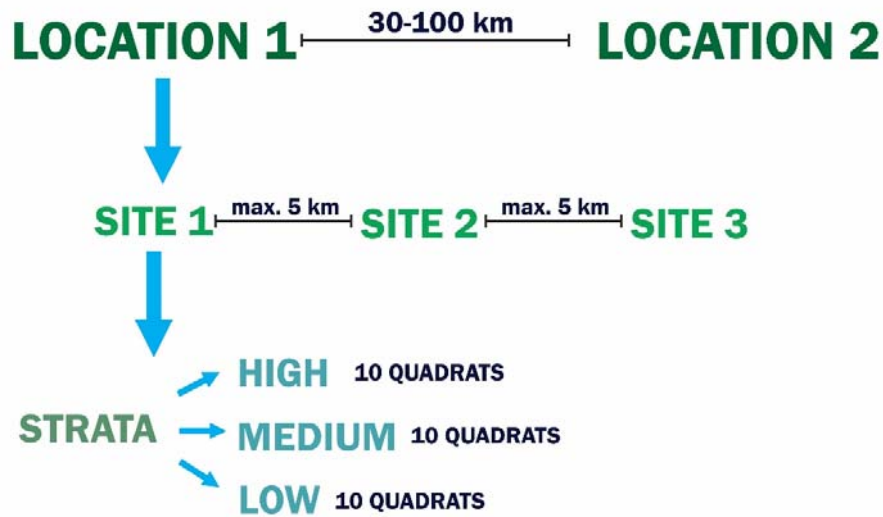 LOCATION 1 30-100 km LOCATION 2
SITE 1 max. 5 km SITE 2 max. 5 km SITE 3
HIGH 10 QUADRATS
STRATA MEDIUM 10 QUADRATS
LOW 10 QUADRATS